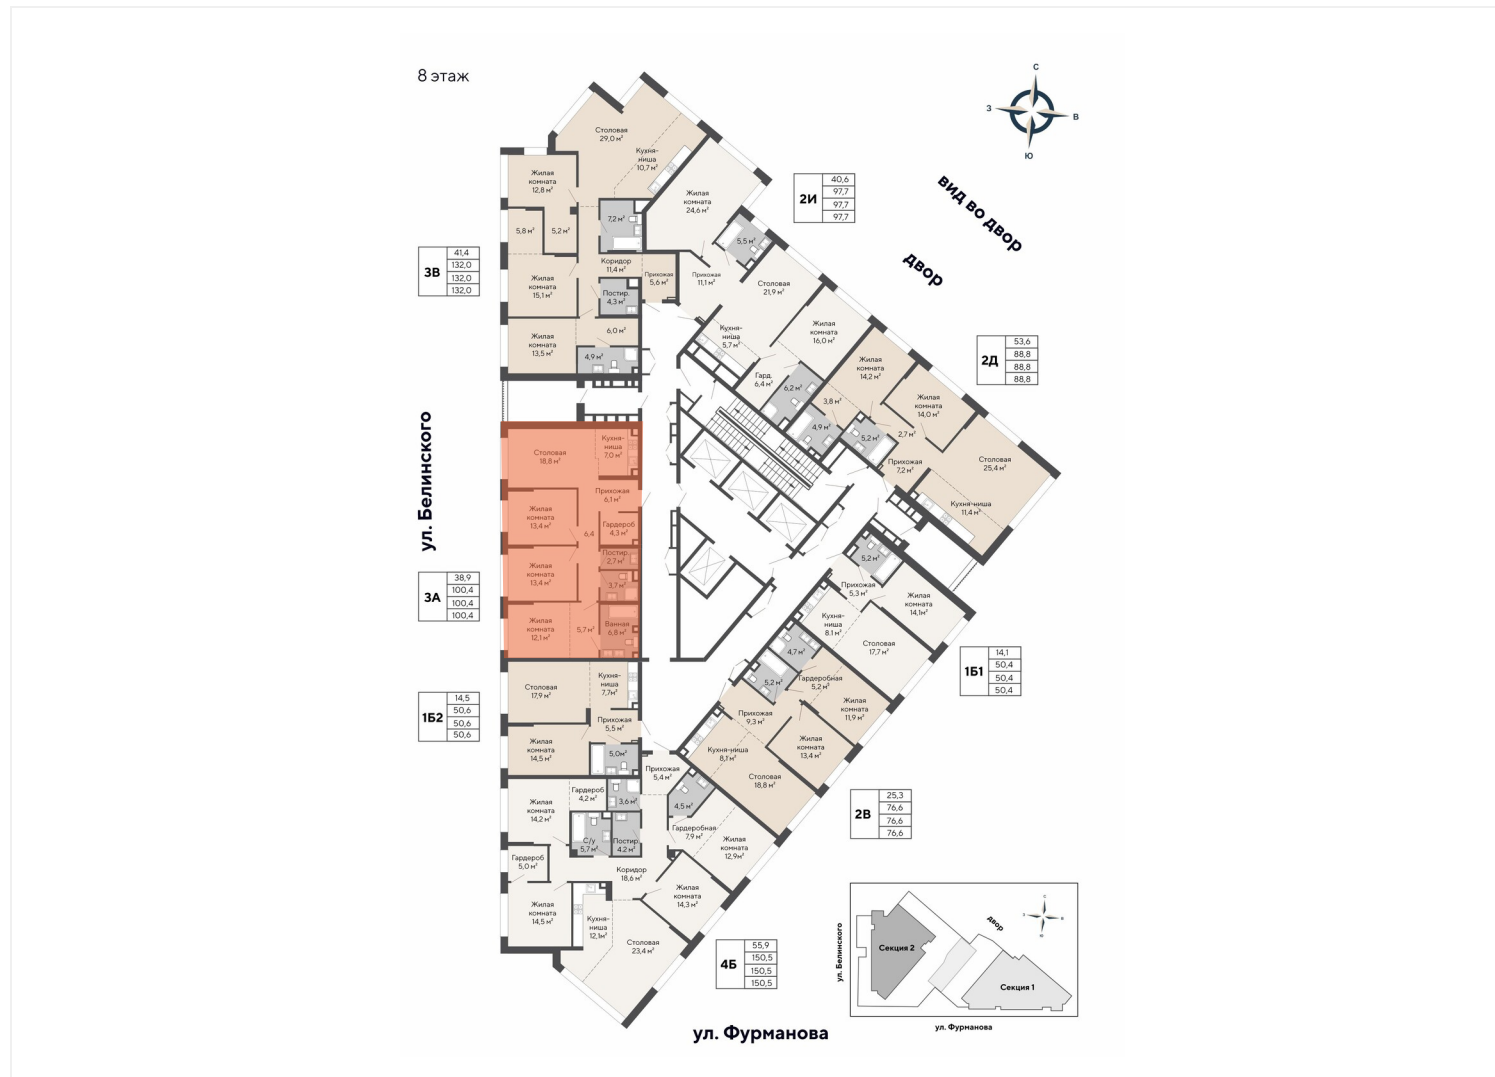 8 этаж
С
З
В
Ю
вид во двор
двор
ул. Белинского
ул. Фурманова
3В
41,4
132,0
132,0
132,0
Столовая
29,0 м²
Кухня-
ниша
10,7 м²
Жилая
комната
12,8 м²
7,2 м²
5,8 м²
5,2 м²
Коридор
11,4 м²
Прихожая
5,6 м²
Жилая
комната
15,1 м²
Постир.
4,3 м²
Жилая
комната
13,5 м²
6,0 м²
4,9 м²
2И
40,6
97,7
97,7
97,7
Жилая
комната
24,6 м²
5,5 м²
Прихожая
11,1 м²
Столовая
21,9 м²
Кухня-
ниша
5,7 м²
Жилая
комната
16,0 м²
Гард.
6,4 м²
6,2 м²
2Д
53,6
88,8
88,8
88,8
Жилая
комната
14,2 м²
3,8 м²
4,9 м²
Жилая
комната
14,0 м²
5,2 м²
2,7 м²
Прихожая
7,2 м²
Столовая
25,4 м²
Кухня-ниша
11,4 м²
3А
38,9
100,4
100,4
100,4
Столовая
18,8 м²
Кухня-
ниша
7,0 м²
Прихожая
6,1 м²
Жилая
комната
13,4 м²
6,4
Гардероб
4,3 м²
Постир.
2,7 м²
Жилая
комната
13,4 м²
3,7 м²
Жилая
комната
12,1 м²
5,7 м²
Ванная
6,8 м²
1Б2
14,5
50,6
50,6
50,6
Столовая
17,9 м²
Кухня-
ниша
7,7м²
Прихожая
5,5 м²
Жилая
комната
14,5 м²
5,0м²
1Б1
14,1
50,4
50,4
50,4
5,2 м²
Прихожая
5,3 м²
Жилая
комната
14,1м²
Кухня-
ниша
8,1 м²
Столовая
17,7 м²
2В
25,3
76,6
76,6
76,6
4,7 м²
5,2 м²
Гардеробная
5,2 м²
Жилая
комната
11,9 м²
Прихожая
9,3 м²
Жилая
комната
13,4 м²
Кухня-ниша
8,1 м²
Столовая
18,8 м²
4Б
55,9
150,5
150,5
150,5
Прихожая
5,4 м²
Гардероб
4,2 м²
3,6 м²
4,5 м²
Жилая
комната
14,2 м²
С/у
5,7 м²
Постир.
4,2 м²
Гардеробная
7,9 м²
Жилая
комната
12,9м²
Гардероб
5,0 м²
Коридор
18,6 м²
Жилая
комната
14,3 м²
Жилая
комната
14,5 м²
Кухня-
ниша
12,1м²
Столовая
23,4 м²
ул. Белинского
Секция 2
двор
С
З
В
Ю
Секция 1
ул. Фурманова